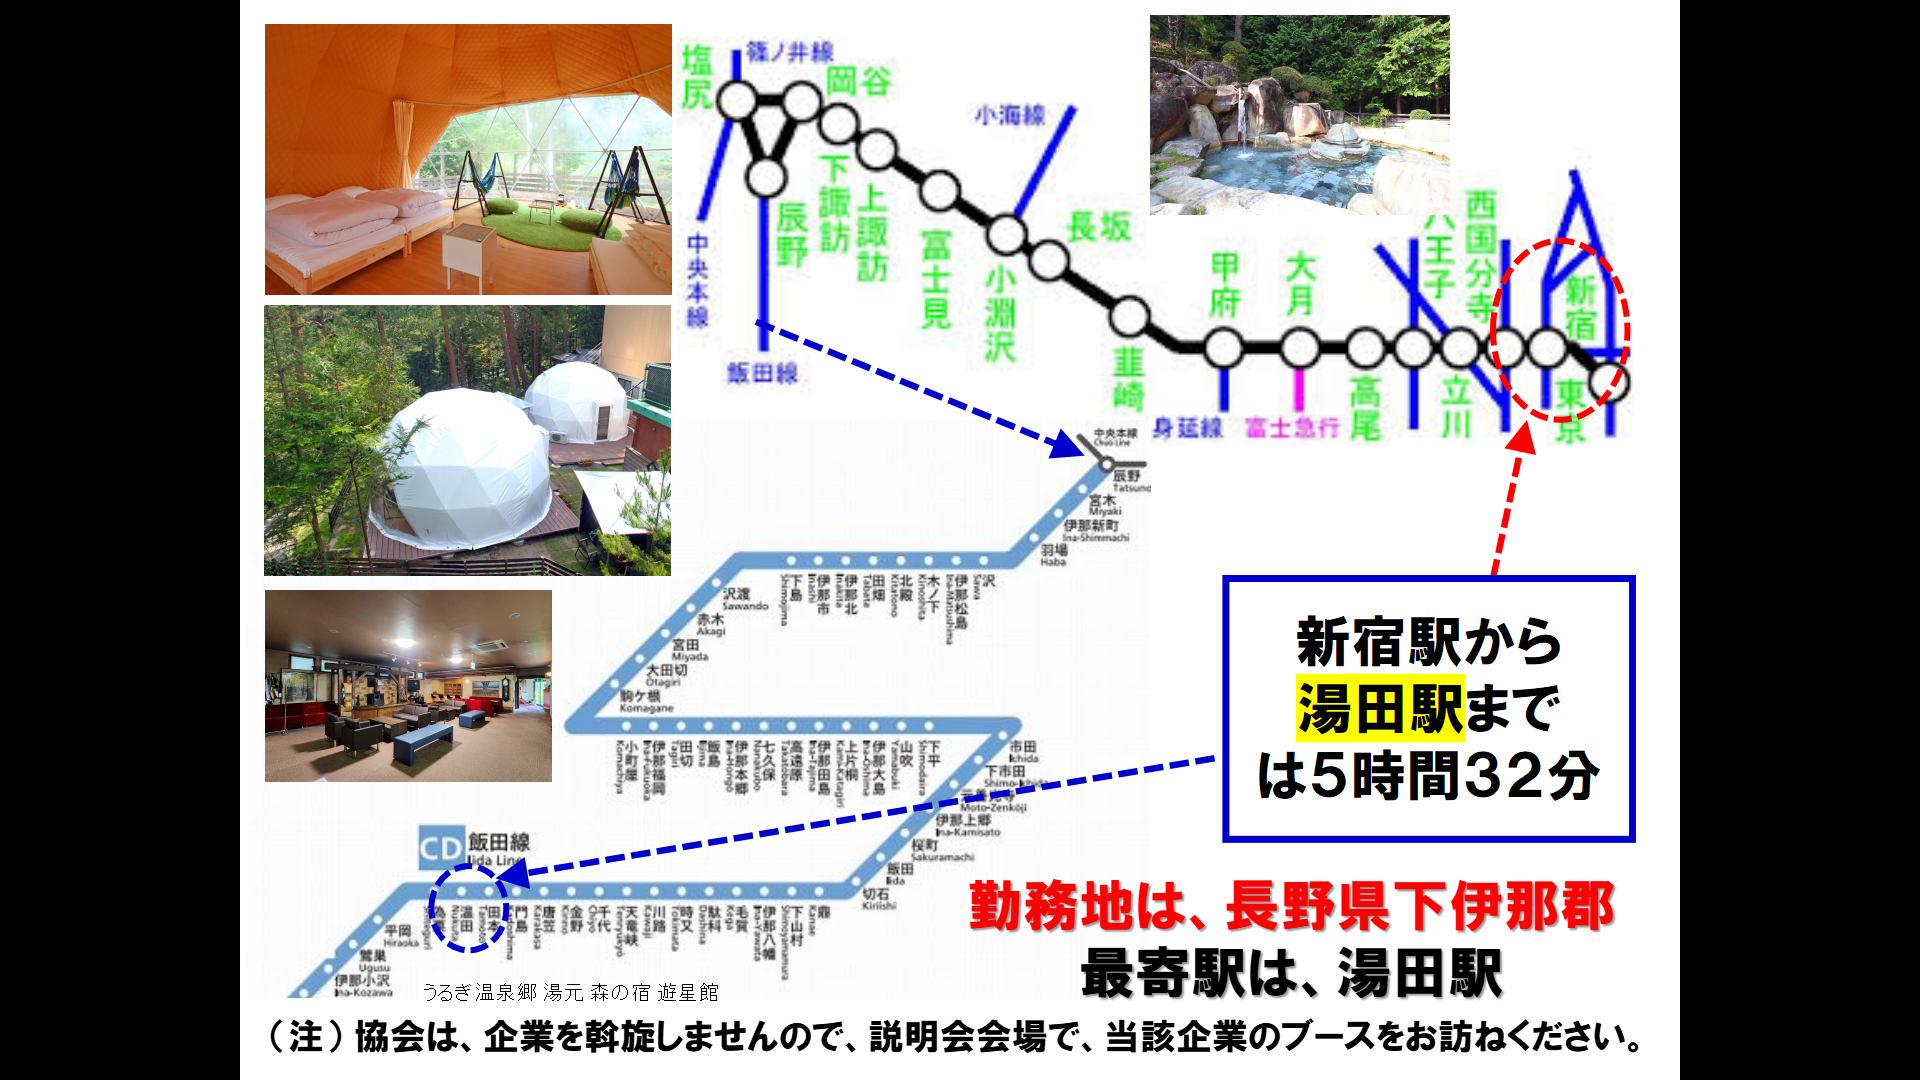 塩尻
篠ノ井線
岡谷
下諏訪
上諏訪
辰野
中央本線
飯田線
富士見
小海線
小淵沢
長坂
韮崎
甲府
大月
身延線
富士急行
高尾
八王子
立川
西国分寺
新宿
東京
中央本線
Chuo Line
辰野
Tatsuno
宮木
Miyaki
伊那新町
Ina-Shimmachi
羽場
Haba
沢
Sawa
伊那松島
Ina-Matsushima
木ノ下
Kinoshita
北殿
Kitatono
田畑
Tabata
伊那北
Inakita
伊那市
Inashi
下島
Shimojima
沢渡
Sawando
赤木
Akagi
宮田
Miyada
大田切
Otagiri
駒ケ根
Komagane
小町屋
Komachiya
伊那福岡
Ina-Fukuoka
田切
Tagiri
飯島
Iijima
伊那本郷
Ina-Hongo
七久保
Nanakubo
高遠原
Takatobara
伊那田島
Ina-Tajima
上片桐
Kami-Katagiri
伊那大島
Ina-Oshima
山吹
Yamabuki
下平
Shimodaira
市田
Ichida
下市田
Shimo-Ichida
元善光寺
Moto-Zenkōji
伊那上郷
Ina-Kamisato
桜町
Sakuramachi
飯田
Iida
切石
Kiriishi
鼎
Kanae
下山村
Shimoyamamura
伊那八幡
Ina-Yawata
毛賀
Kega
駄科
Dashina
時又
Tokimata
川路
Kawaji
天竜峡
Tenryukyo
千代
Chiyo
金野
Kino
唐笠
Karakasa
門島
Kadoshima
田本
Tamoto
温田
Nukuta
為栗
平岡
Hiraoka
鶯巣
Ugusu
伊那小沢
Ina-Kozawa
CD 飯田線
Iida Line
新宿駅から
湯田駅まで
は5時間32分
勤務地は、長野県下伊那郡
最寄駅は、湯田駅
うるぎ温泉郷 湯元 森の宿 遊星館
（注）協会は、企業を斡旋しませんので、説明会会場で、当該企業のブースをお訪ねください。